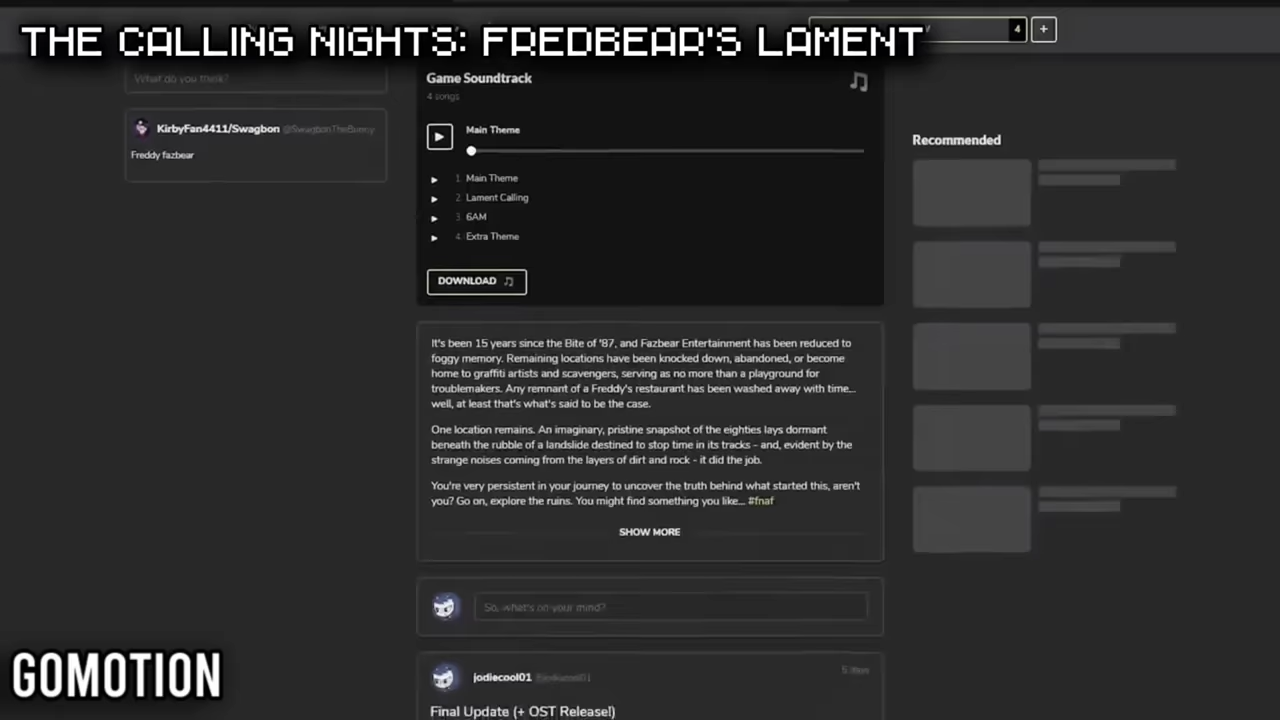 THE CALLING NIGHTS: FREDBEAR'S LAMENT
4
+
What do you think?
KirbyFan4411/Swagbon @SwagbonTheBunny
Freddy fazbear
Game Soundtrack
4 songs
Main Theme
1. Main Theme
2. Lament Calling
3. 6AM
4. Extra Theme
DOWNLOAD
Recommended
It's been 15 years since the Bite of '87, and Fazbear Entertainment has been reduced to
foggy memory. Remaining locations have been knocked down, abandoned, or become
home to graffiti artists and scavengers, serving as no more than a playground for
troublemakers. Any remnant of a Freddy's restaurant has been washed away with time...
well, at least that's what's said to be the case.
One location remains. An imaginary, pristine snapshot of the eighties lays dormant
beneath the rubble of a landslide destined to stop time in its tracks - and, evident by the
strange noises coming from the layers of dirt and rock - it did the job.
You're very persistent in your journey to uncover the truth behind what started this, aren't
you? Go on, explore the ruins. You might find something you like... #fnaf
SHOW MORE
So, what's on your mind?
jodiecool01 @jodiecool01
Final Update (+ OST Release!)
GOMOTION